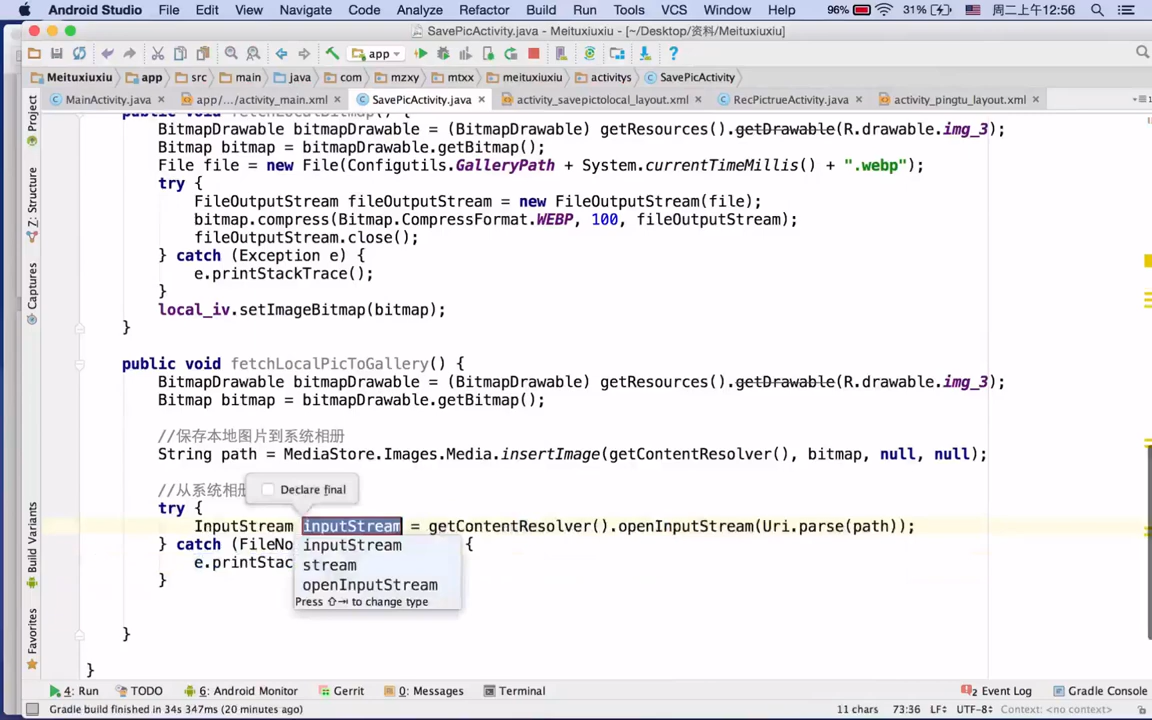 Android Studio File Edit View Navigate Code Analyze Refactor Build Run Tools VCS Window Help 96% 31% 周二上午12:56
SavePicActivity.java - Meituxiuxiu - [~/Desktop/资料/Meituxiuxiu]
app
Meituxiuxiu app src main java com mzxy mtxx meituxiuxiu activitys SavePicActivity
MainActivity.java app/.../activity_main.xml SavePicActivity.java activity_savepictolocal_layout.xml RecPictrueActivity.java activity_pingtu_layout.xml
Project
Z: Structure
Captures
Build Variants
Favorites
public void fetchLocalBitmap() {
BitmapDrawable bitmapDrawable = (BitmapDrawable) getResources().getDrawable(R.drawable.img_3);
Bitmap bitmap = bitmapDrawable.getBitmap();
File file = new File(Configutils.GalleryPath + System.currentTimeMillis() + ".webp");
try {
FileOutputStream fileOutputStream = new FileOutputStream(file);
bitmap.compress(Bitmap.CompressFormat.WEBP, 100, fileOutputStream);
fileOutputStream.close();
} catch (Exception e) {
e.printStackTrace();
}
local_iv.setImageBitmap(bitmap);
}
public void fetchLocalPicToGallery() {
BitmapDrawable bitmapDrawable = (BitmapDrawable) getResources().getDrawable(R.drawable.img_3);
Bitmap bitmap = bitmapDrawable.getBitmap();
//保存本地图片到系统相册
String path = MediaStore.Images.Media.insertImage(getContentResolver(), bitmap, null, null);
//从系统相册 Declare final
try {
InputStream inputStream = getContentResolver().openInputStream(Uri.parse(path));
} catch (FileNo inputStream {
e.printStac stream
} openInputStream
Press ⇧⇥ to change type
}
}
4: Run TODO 6: Android Monitor Gerrit 0: Messages Terminal 2 Event Log Gradle Console
Gradle build finished in 34s 347ms (20 minutes ago) 11 chars 73:36 LF÷ UTF-8÷ Context: <no context>